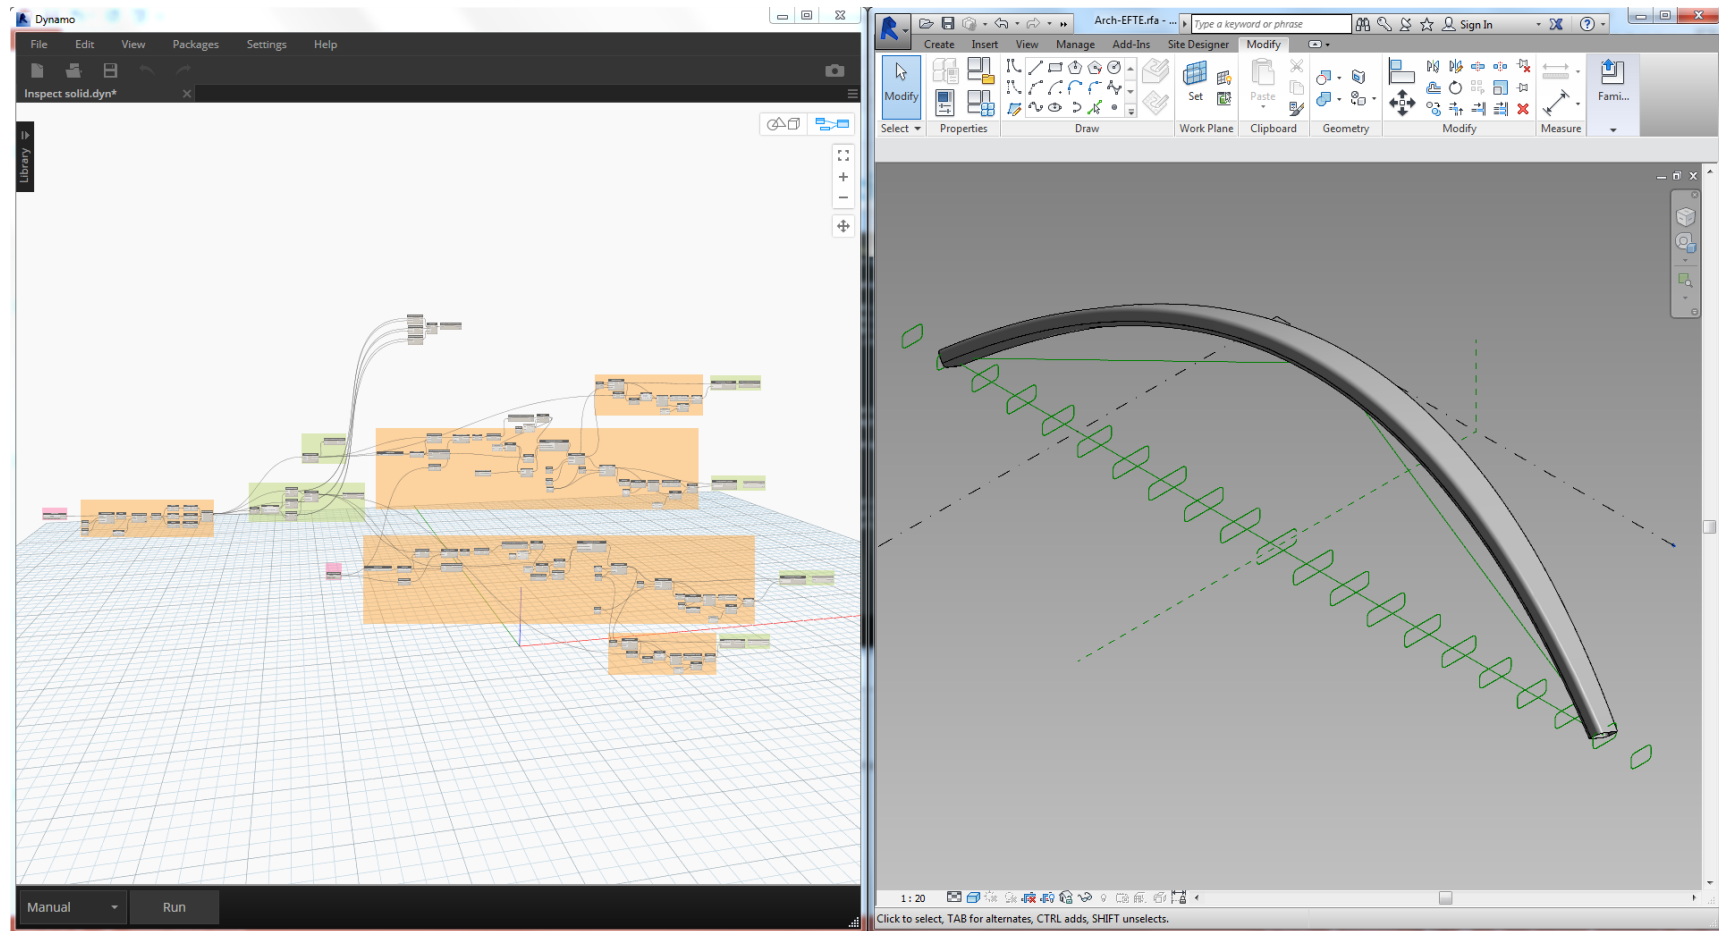 Dynamo
File Edit View Packages Settings Help
Inspect solid.dyn*
Library
Manual Run
Arch-EFTE.rfa - ... Type a keyword or phrase Sign In
Create Insert View Manage Add-Ins Site Designer Modify
Modify Set Paste Fami...
Select Properties Draw Work Plane Clipboard Geometry Modify Measure
1 : 20
Click to select, TAB for alternates, CTRL adds, SHIFT unselects.